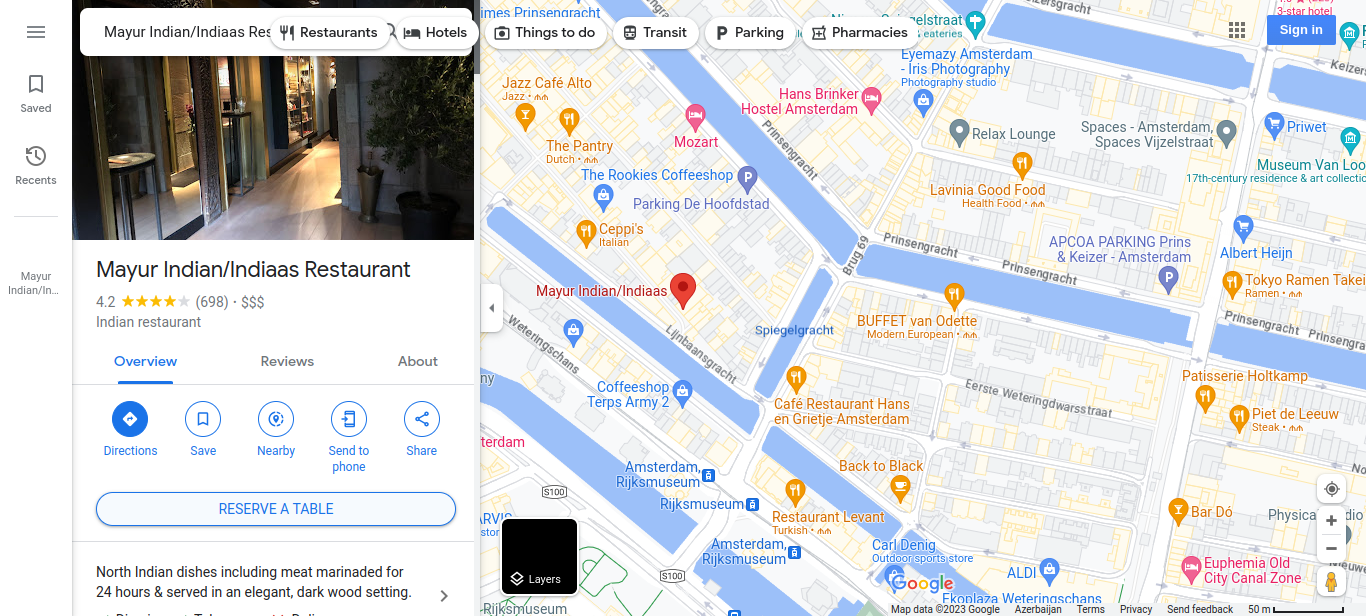 Mayur Indian/Indiaas Res
Restaurants
Hotels
Things to do
Transit
Parking
Pharmacies
Sign in
Saved
Recents
Mayur
Indian/In...
Mayur Indian/Indiaas Restaurant
4.2 (698) · $$$
Indian restaurant
Overview
Reviews
About
Directions
Save
Nearby
Send to
phone
Share
RESERVE A TABLE
North Indian dishes including meat marinaded for
24 hours & served in an elegant, dark wood setting.
imes Prinsengracht
& eateries
3-star hotel
Keizersgracht
Eyemazy Amsterdam
- Iris Photography
Photography studio
Jazz Café Alto
Jazz
Hans Brinker
Hostel Amsterdam
Mozart
Prinsengracht
Relax Lounge
Spaces - Amsterdam,
Spaces Vijzelstraat
Priwet
The Pantry
Dutch
Museum Van Loo
17th-century residence & art collectio
The Rookies Coffeeshop
P
Parking De Hoofdstad
Lavinia Good Food
Health Food
Ceppi's
Italian
Brug 69
Prinsengracht
Prinsengracht
APCOA PARKING Prins
& Keizer - Amsterdam
P
Albert Heijn
Tokyo Ramen Takei
Ramen
Mayur Indian/Indiaas
BUFFET van Odette
Modern European
Spiegelgracht
Prinsengracht
Weteringschans
Lijnbaansgracht
Coffeeshop
Terps Army 2
Café Restaurant Hans
en Grietje Amsterdam
Eerste Weteringdwarsstraat
Patisserie Holtkamp
Piet de Leeuw
Steak
ny
sterdam
Amsterdam,
Rijksmuseum
Back to Black
S100
Rijksmuseum
Restaurant Levant
Turkish
Bar Dó
ARVIS
Amsterdam,
Rijksmuseum
Carl Denig
Outdoor sports store
ALDI
Euphemia Old
City Canal Zone
S100
Layers
Google
Ekoplaza Weteringschans
Rijksmuseum
Map data ©2023 Google
Azerbaijan
Terms
Privacy
Send feedback
50 m